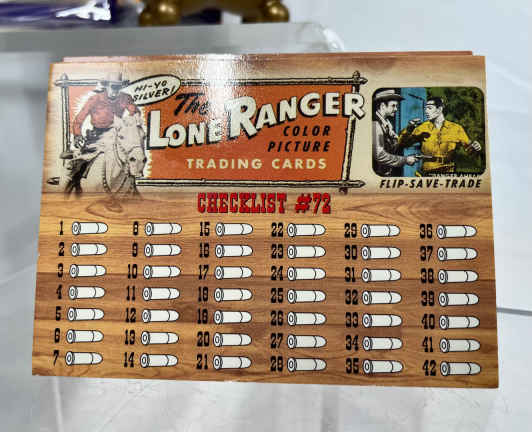 HI-YO
SILVER!
The
LONE RANGER
COLOR
PICTURE
TRADING CARDS
FLIP-SAVE-TRADE
CHECKLIST #72
1 8 15 22 29 36
2 9 16 23 30 37
3 10 17 24 31 38
4 11 18 25 32 39
5 12 19 26 33 40
6 13 20 27 34 41
7 14 21 28 35 42